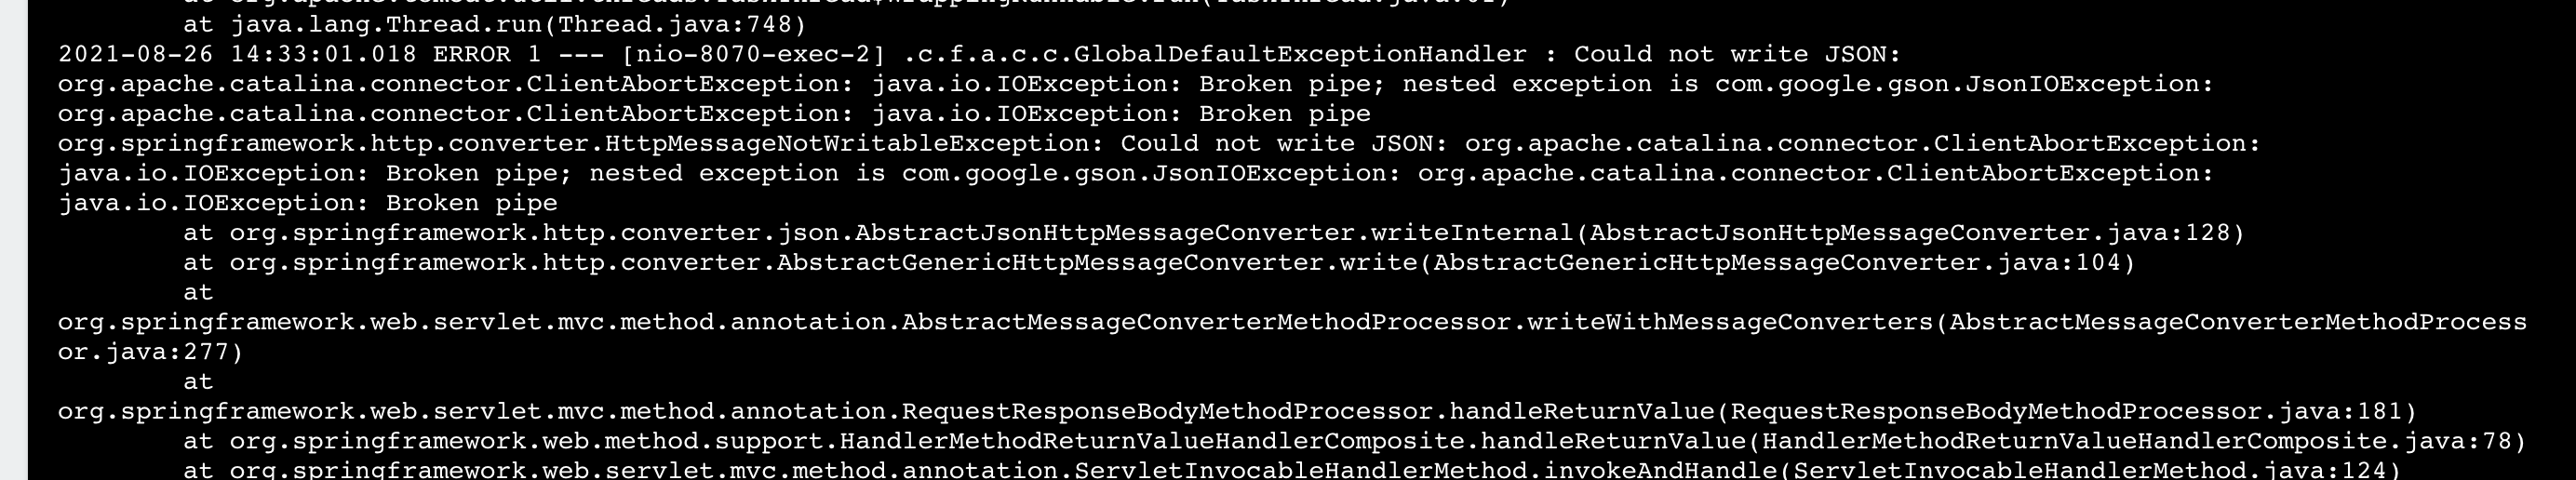 at java.lang.Thread.run(Thread.java:748)
2021-08-26 14:33:01.018 ERROR 1 --- [nio-8070-exec-2] .c.f.a.c.c.GlobalDefaultExceptionHandler : Could not write JSON:
org.apache.catalina.connector.ClientAbortException: java.io.IOException: Broken pipe; nested exception is com.google.gson.JsonIOException:
org.apache.catalina.connector.ClientAbortException: java.io.IOException: Broken pipe
org.springframework.http.converter.HttpMessageNotWritableException: Could not write JSON: org.apache.catalina.connector.ClientAbortException:
java.io.IOException: Broken pipe; nested exception is com.google.gson.JsonIOException: org.apache.catalina.connector.ClientAbortException:
java.io.IOException: Broken pipe
at org.springframework.http.converter.json.AbstractJsonHttpMessageConverter.writeInternal(AbstractJsonHttpMessageConverter.java:128)
at org.springframework.http.converter.AbstractGenericHttpMessageConverter.write(AbstractGenericHttpMessageConverter.java:104)
at
org.springframework.web.servlet.mvc.method.annotation.AbstractMessageConverterMethodProcessor.writeWithMessageConverters(AbstractMessageConverterMethodProcess
or.java:277)
at
org.springframework.web.servlet.mvc.method.annotation.RequestResponseBodyMethodProcessor.handleReturnValue(RequestResponseBodyMethodProcessor.java:181)
at org.springframework.web.method.support.HandlerMethodReturnValueHandlerComposite.handleReturnValue(HandlerMethodReturnValueHandlerComposite.java:78)
at org.springframework.web.servlet.mvc.method.annotation.ServletInvocableHandlerMethod.invokeAndHandle(ServletInvocableHandlerMethod.java:124)